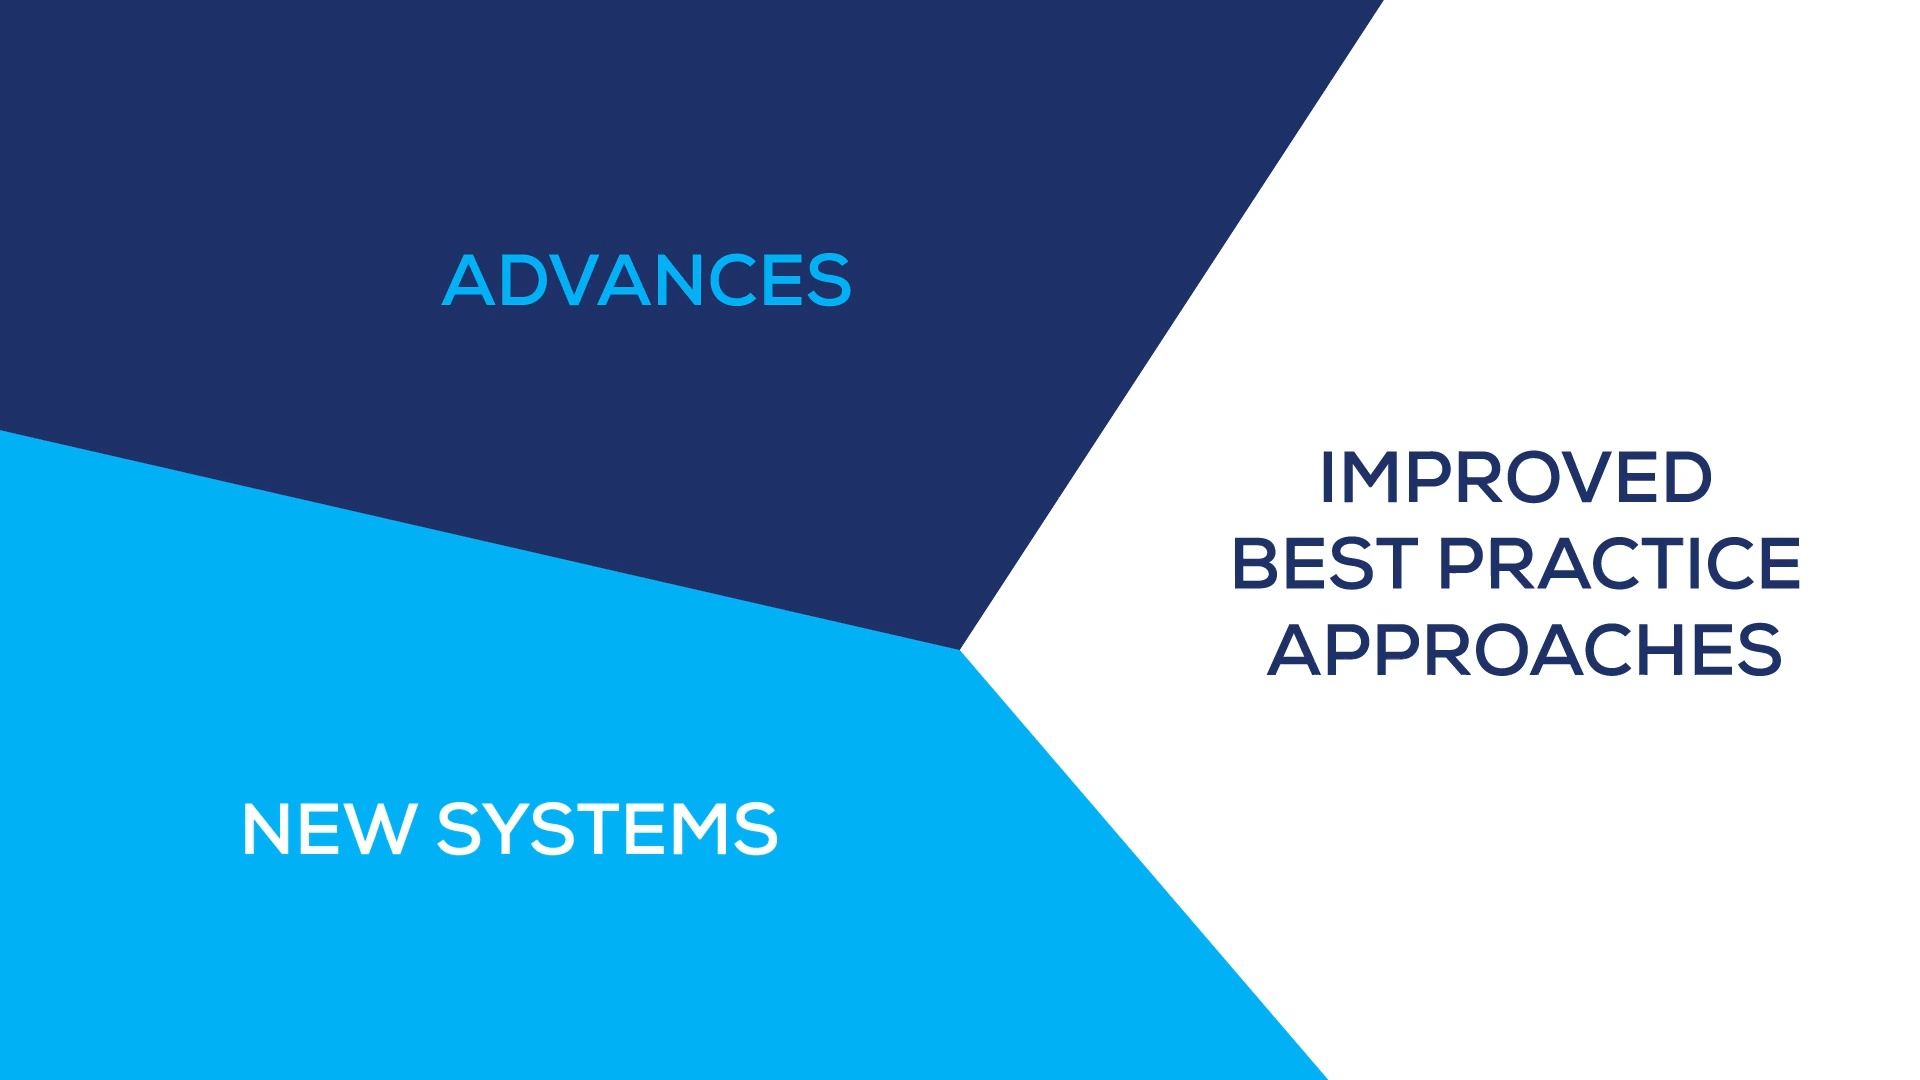 ADVANCES
IMPROVED
BEST PRACTICE
APPROACHES
NEW SYSTEMS